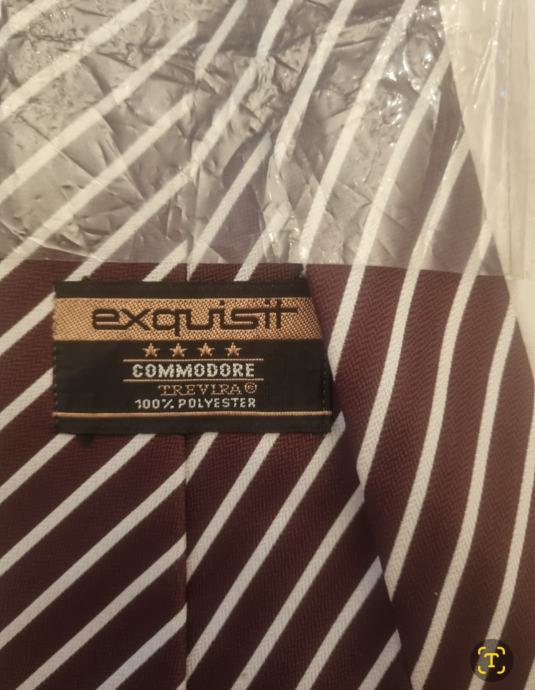 exquisit
COMMODORE
TREVIRA®
100% POLYESTER